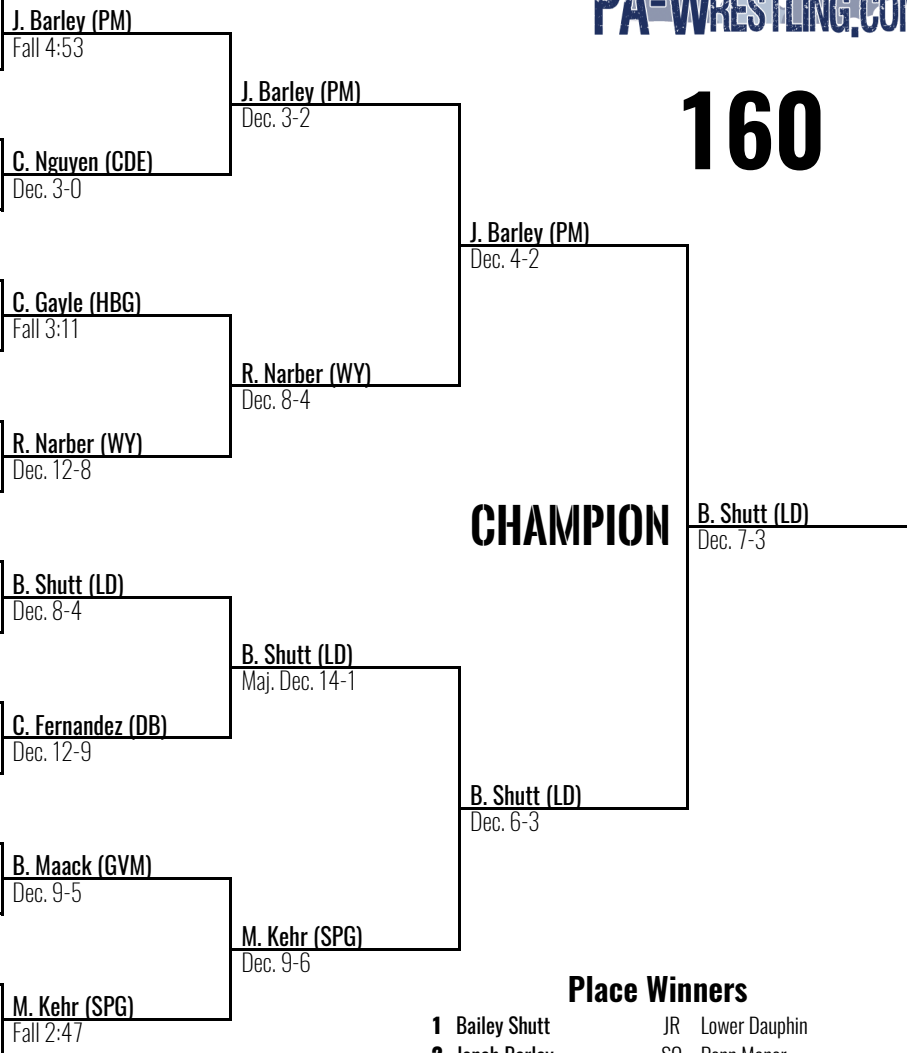 PA-WRESTLING.COM
160
J. Barley (PM)
Fall 4:53
C. Nguyen (CDE)
Dec. 3-0
C. Gayle (HBG)
Fall 3:11
R. Narber (WY)
Dec. 12-8
B. Shutt (LD)
Dec. 8-4
C. Fernandez (DB)
Dec. 12-9
B. Maack (GVM)
Dec. 9-5
M. Kehr (SPG)
Fall 2:47
J. Barley (PM)
Dec. 3-2
R. Narber (WY)
Dec. 8-4
B. Shutt (LD)
Maj. Dec. 14-1
M. Kehr (SPG)
Dec. 9-6
J. Barley (PM)
Dec. 4-2
B. Shutt (LD)
Dec. 6-3
CHAMPION
B. Shutt (LD)
Dec. 7-3
Place Winners
1 Bailey Shutt JR Lower Dauphin